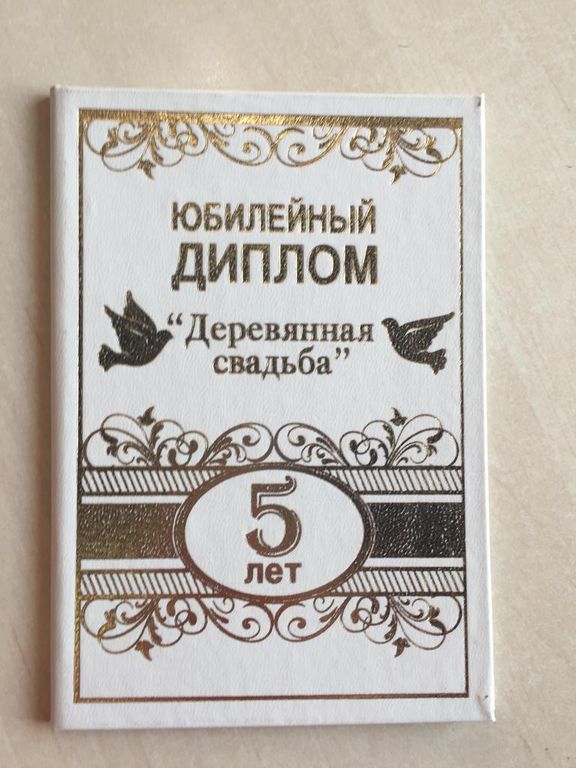 ЮБИЛЕЙНЫЙ
ДИПЛОМ
“Деревянная
свадьба”
5
лет